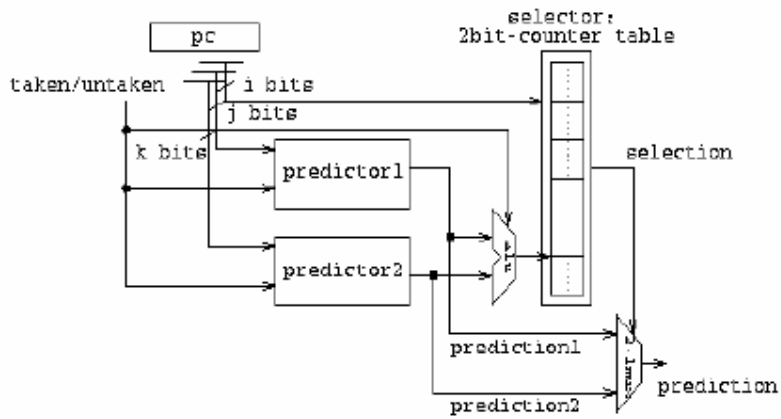 selector:
2bit-counter table
pc
taken/untaken
i bits
j bits
k bits
predictor1
selection
predictor2
prediction1
prediction
prediction2